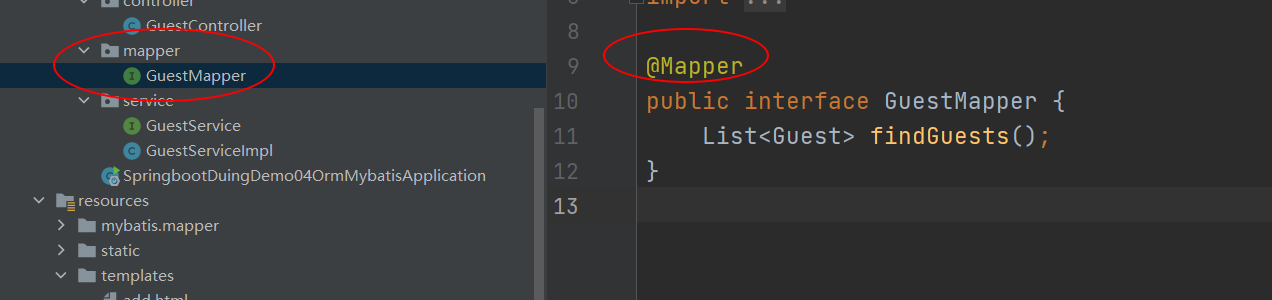 controller
GuestController
mapper
GuestMapper
service
GuestService
GuestServiceImpl
SpringbootDuingDemo04OrmMybatisApplication
resources
mybatis.mapper
static
templates
add.html
import ...
8
9 @Mapper
10 public interface GuestMapper {
11 List<Guest> findGuests();
12 }
13